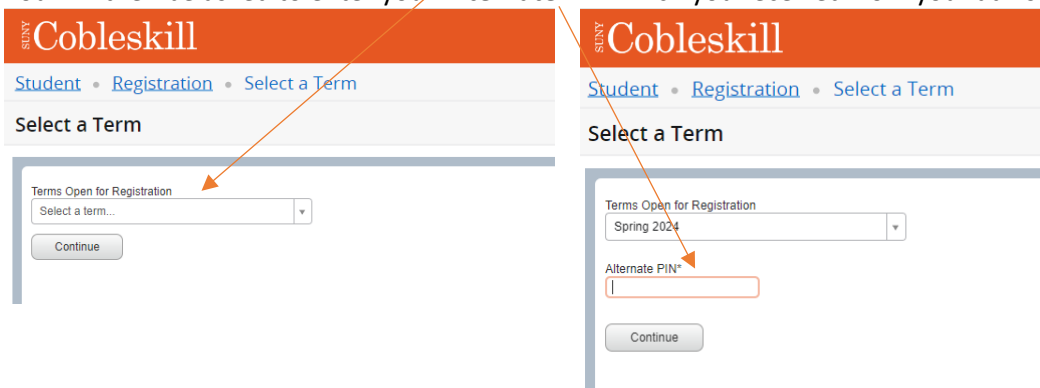 SUNY Cobleskill
Student • Registration • Select a Term
Select a Term
Terms Open for Registration
Select a term...
Continue
SUNY Cobleskill
Student • Registration • Select a Term
Select a Term
Terms Open for Registration
Spring 2024
Alternate PIN*
Continue